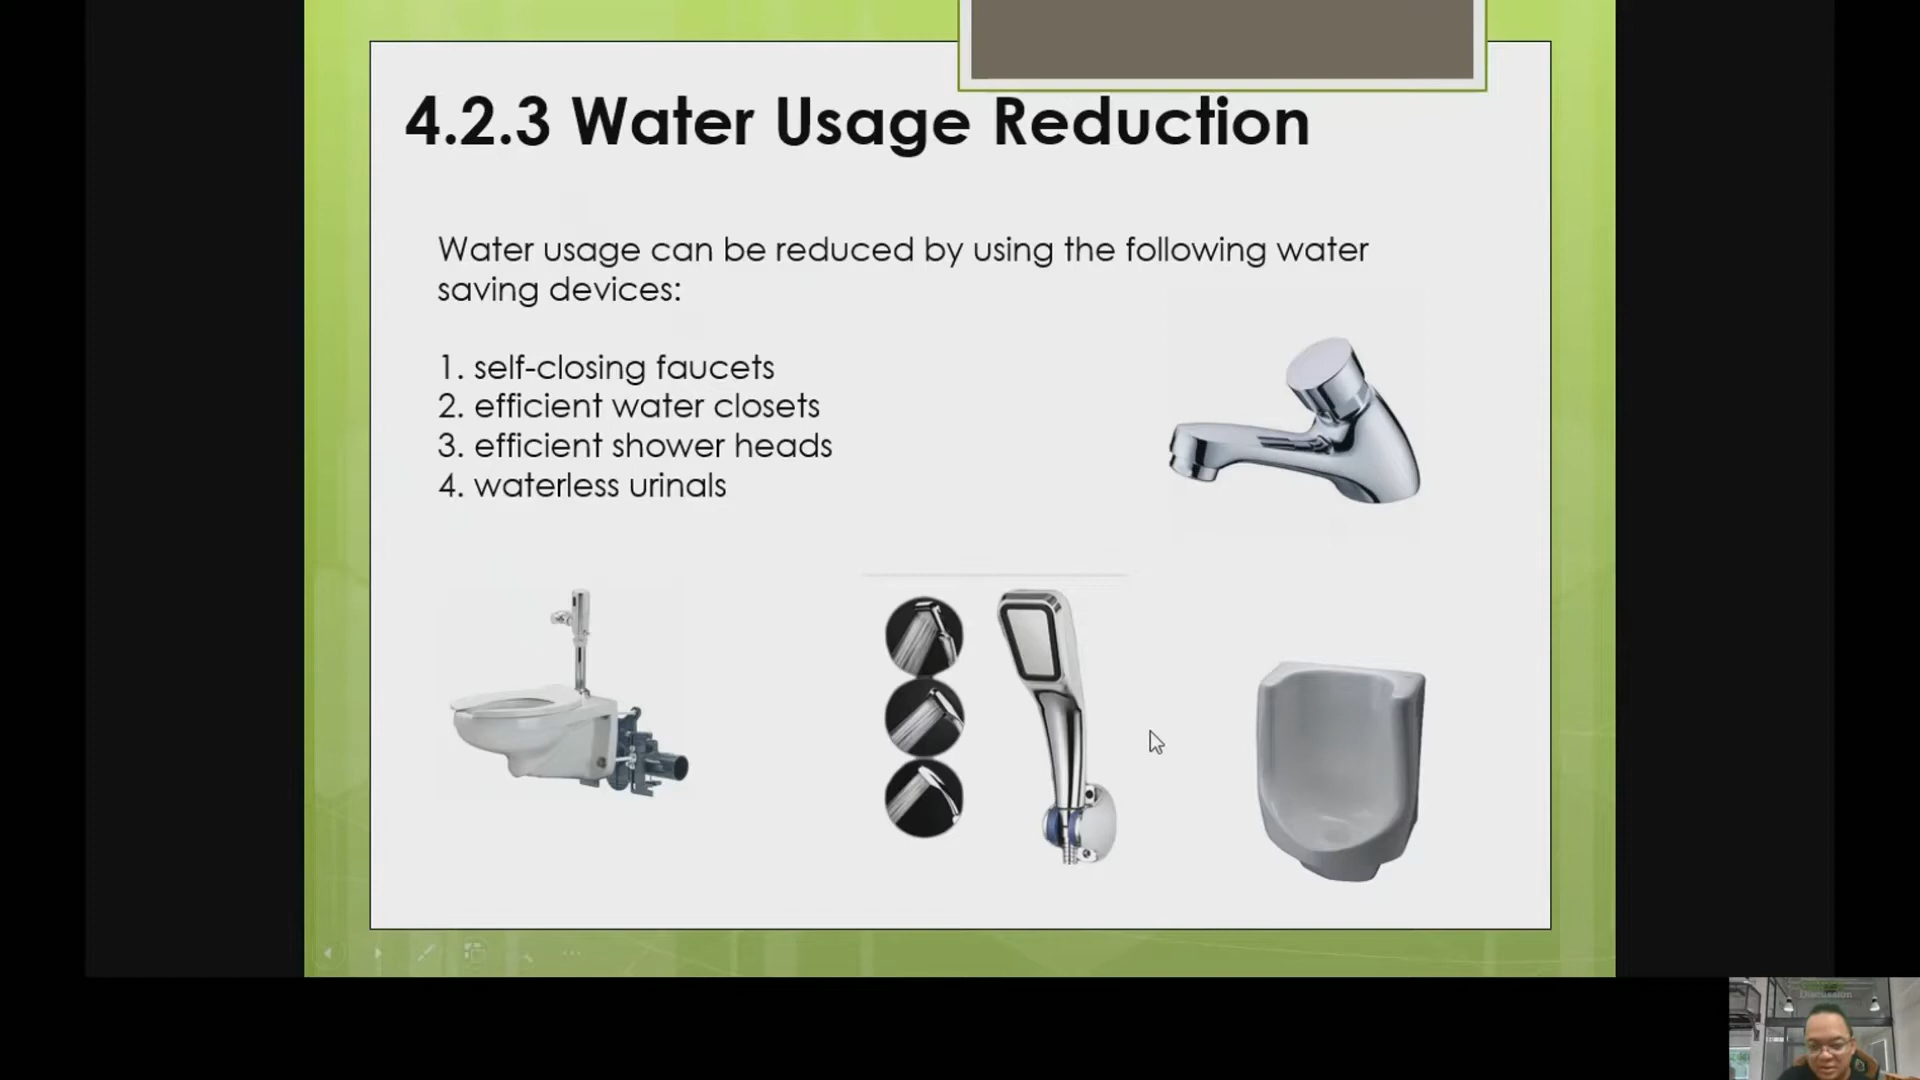 4.2.3 Water Usage Reduction
Water usage can be reduced by using the following water
saving devices:
1. self-closing faucets
2. efficient water closets
3. efficient shower heads
4. waterless urinals
Discussion